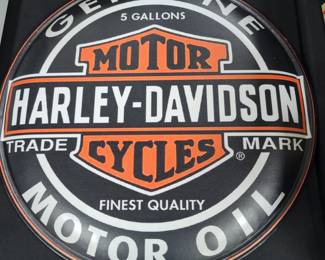 GENUINE
5 GALLONS
MOTOR
HARLEY-DAVIDSON
TRADE MARK
CYCLES
®
FINEST QUALITY
MOTOR OIL